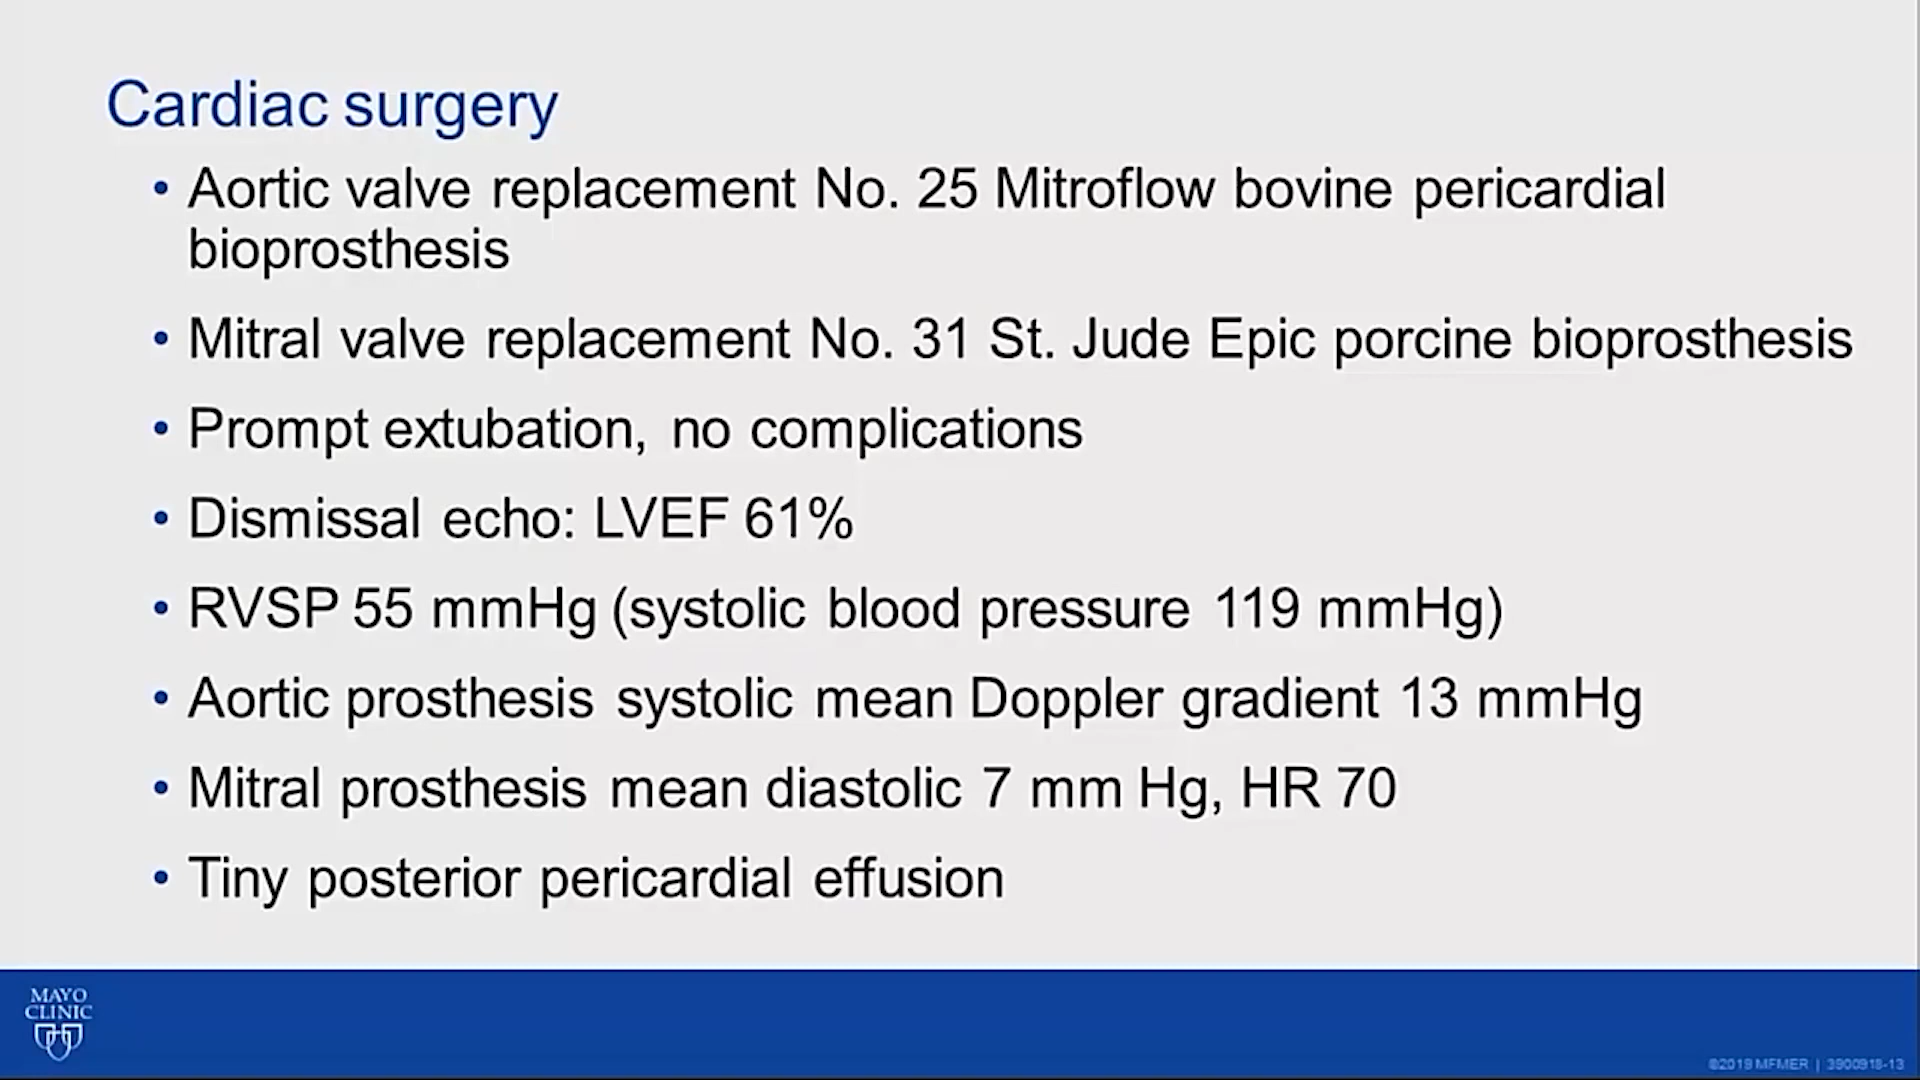 Cardiac surgery
• Aortic valve replacement No. 25 Mitroflow bovine pericardial
bioprosthesis
• Mitral valve replacement No. 31 St. Jude Epic porcine bioprosthesis
• Prompt extubation, no complications
• Dismissal echo: LVEF 61%
• RVSP 55 mmHg (systolic blood pressure 119 mmHg)
• Aortic prosthesis systolic mean Doppler gradient 13 mmHg
• Mitral prosthesis mean diastolic 7 mm Hg, HR 70
• Tiny posterior pericardial effusion
MAYO
CLINIC
©2019 MFMER | 3900918-13